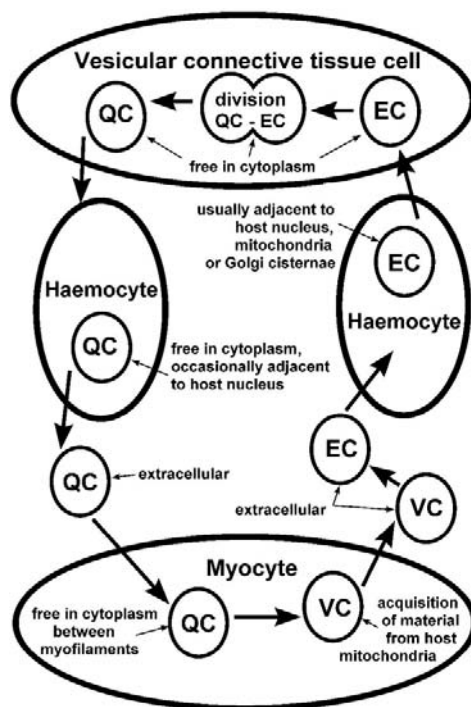 Vesicular connective tissue cell
QC
division
QC - EC
EC
free in cytoplasm
usually adjacent to
host nucleus,
mitochondria
or Golgi cisternae
EC
Haemocyte
Haemocyte
QC
free in cytoplasm,
occasionally adjacent
to host nucleus
QC
extracellular
EC
extracellular
VC
Myocyte
free in cytoplasm
between
myofilaments
QC
VC
acquisition
of material
from host
mitochondria